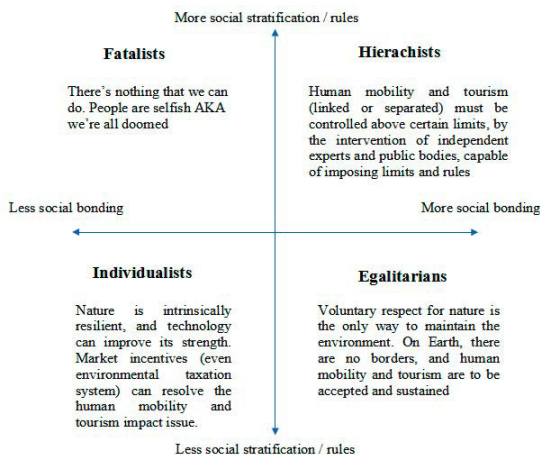 More social stratification / rules
Fatalists
There's nothing that we can
do. People are selfish AKA
we're all doomed
Hierachists
Human mobility and tourism
(linked or separated) must be
controlled above certain limits, by
the intervention of independent
experts and public bodies, capable
of imposing limits and rules
Less social bonding
More social bonding
Individualists
Nature is intrinsically
resilient, and technology
can improve its strength.
Market incentives (even
environmental taxation
system) can resolve the
human mobility and
tourism impact issue.
Egalitarians
Voluntary respect for nature is
the only way to maintain the
environment. On Earth, there
are no borders, and human
mobility and tourism are to be
accepted and sustained
Less social stratification / rules